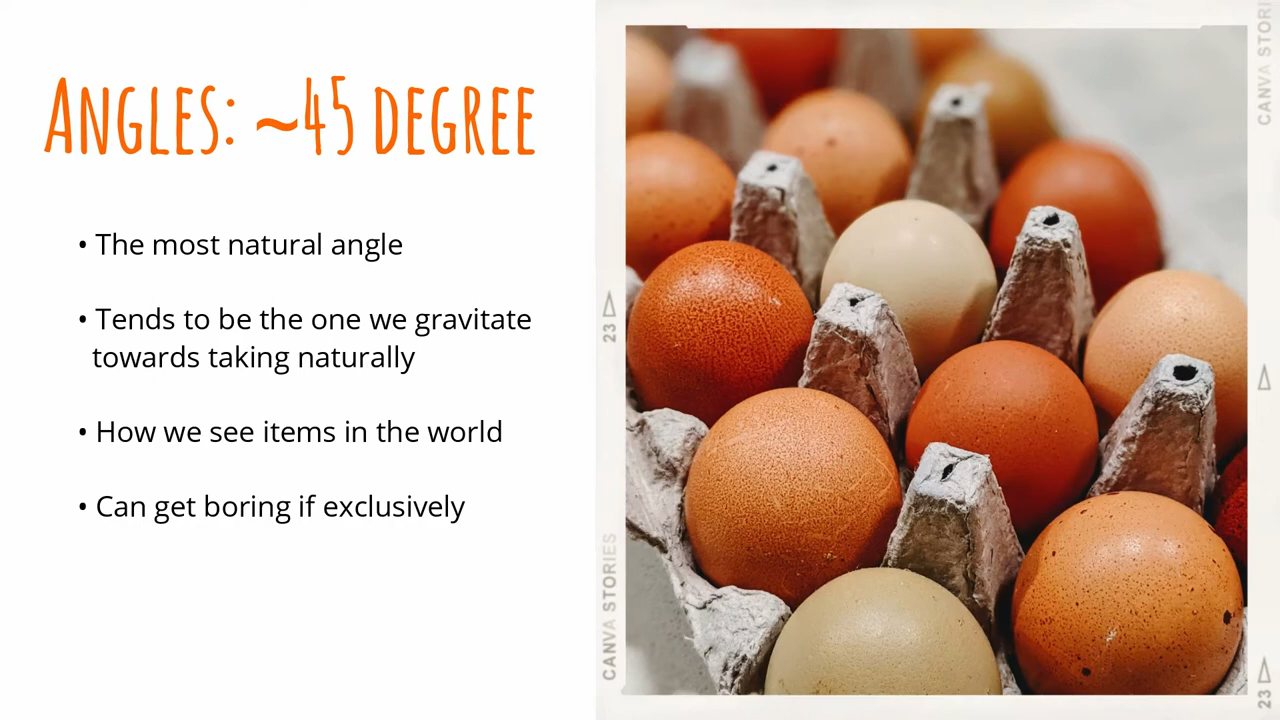 ANGLES: ~45 DEGREE
• The most natural angle
• Tends to be the one we gravitate
towards taking naturally
• How we see items in the world
• Can get boring if exclusively
CANVA STORIES
23
CANVA STORI
23